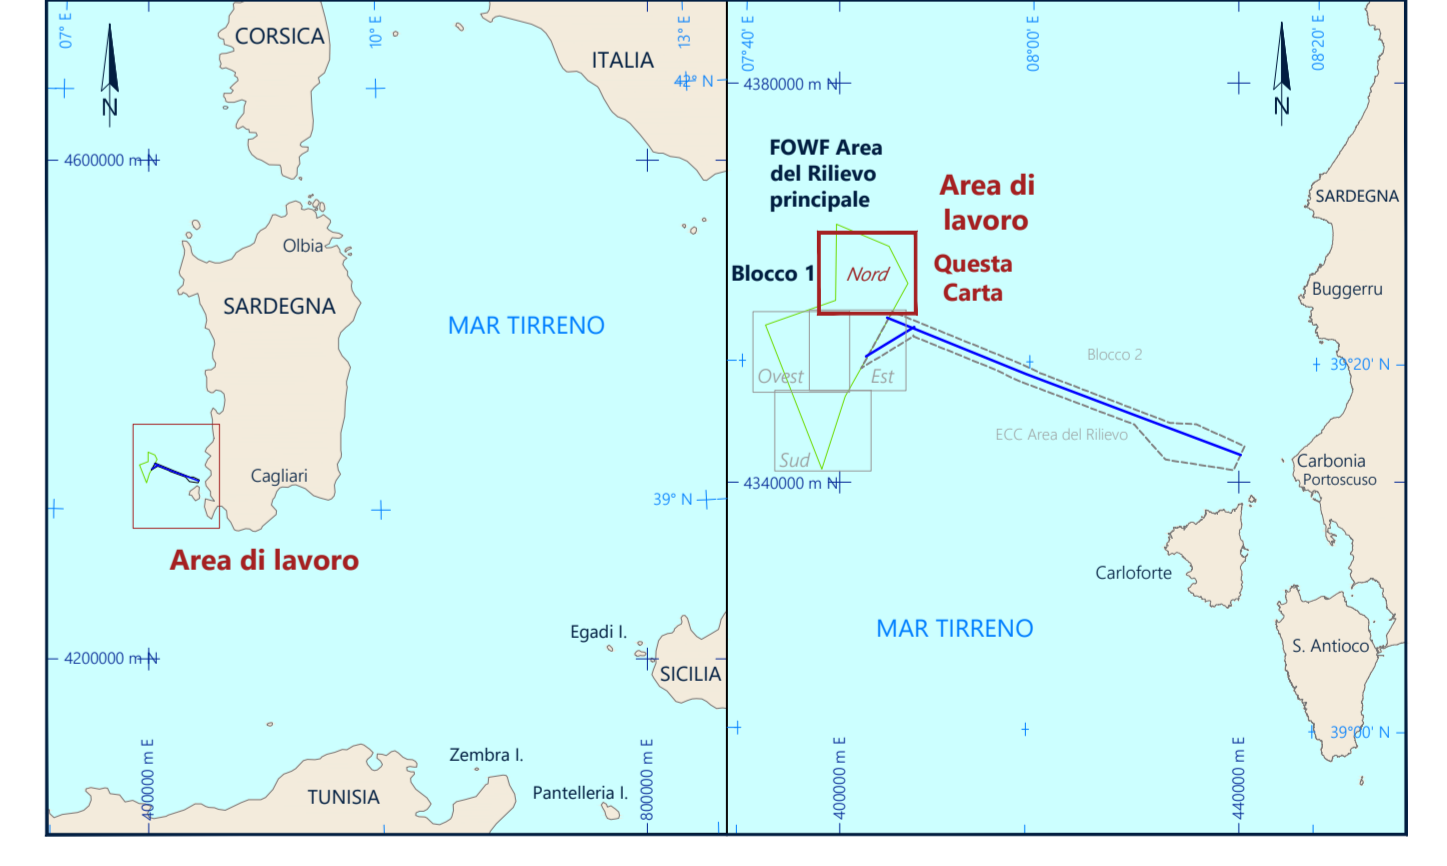 07° E
10° E
13° E
CORSICA
ITALIA
42° N
N
4600000 m N
Olbia
SARDEGNA
MAR TIRRENO
Cagliari
39° N
Area di lavoro
Egadi I.
4200000 m N
SICILIA
400000 m E
800000 m E
Zembra I.
Pantelleria I.
TUNISIA
07°40' E
08°00' E
08°20' E
4380000 m N
N
FOWF Area
del Rilievo
principale
Area di
lavoro
SARDEGNA
Blocco 1
Nord
Questa
Carta
Buggerru
Blocco 2
39°20' N
Ovest
Est
ECC Area del Rilievo
Sud
Carbonia
Portoscuso
4340000 m N
Carloforte
MAR TIRRENO
S. Antioco
39°00' N
400000 m E
440000 m E